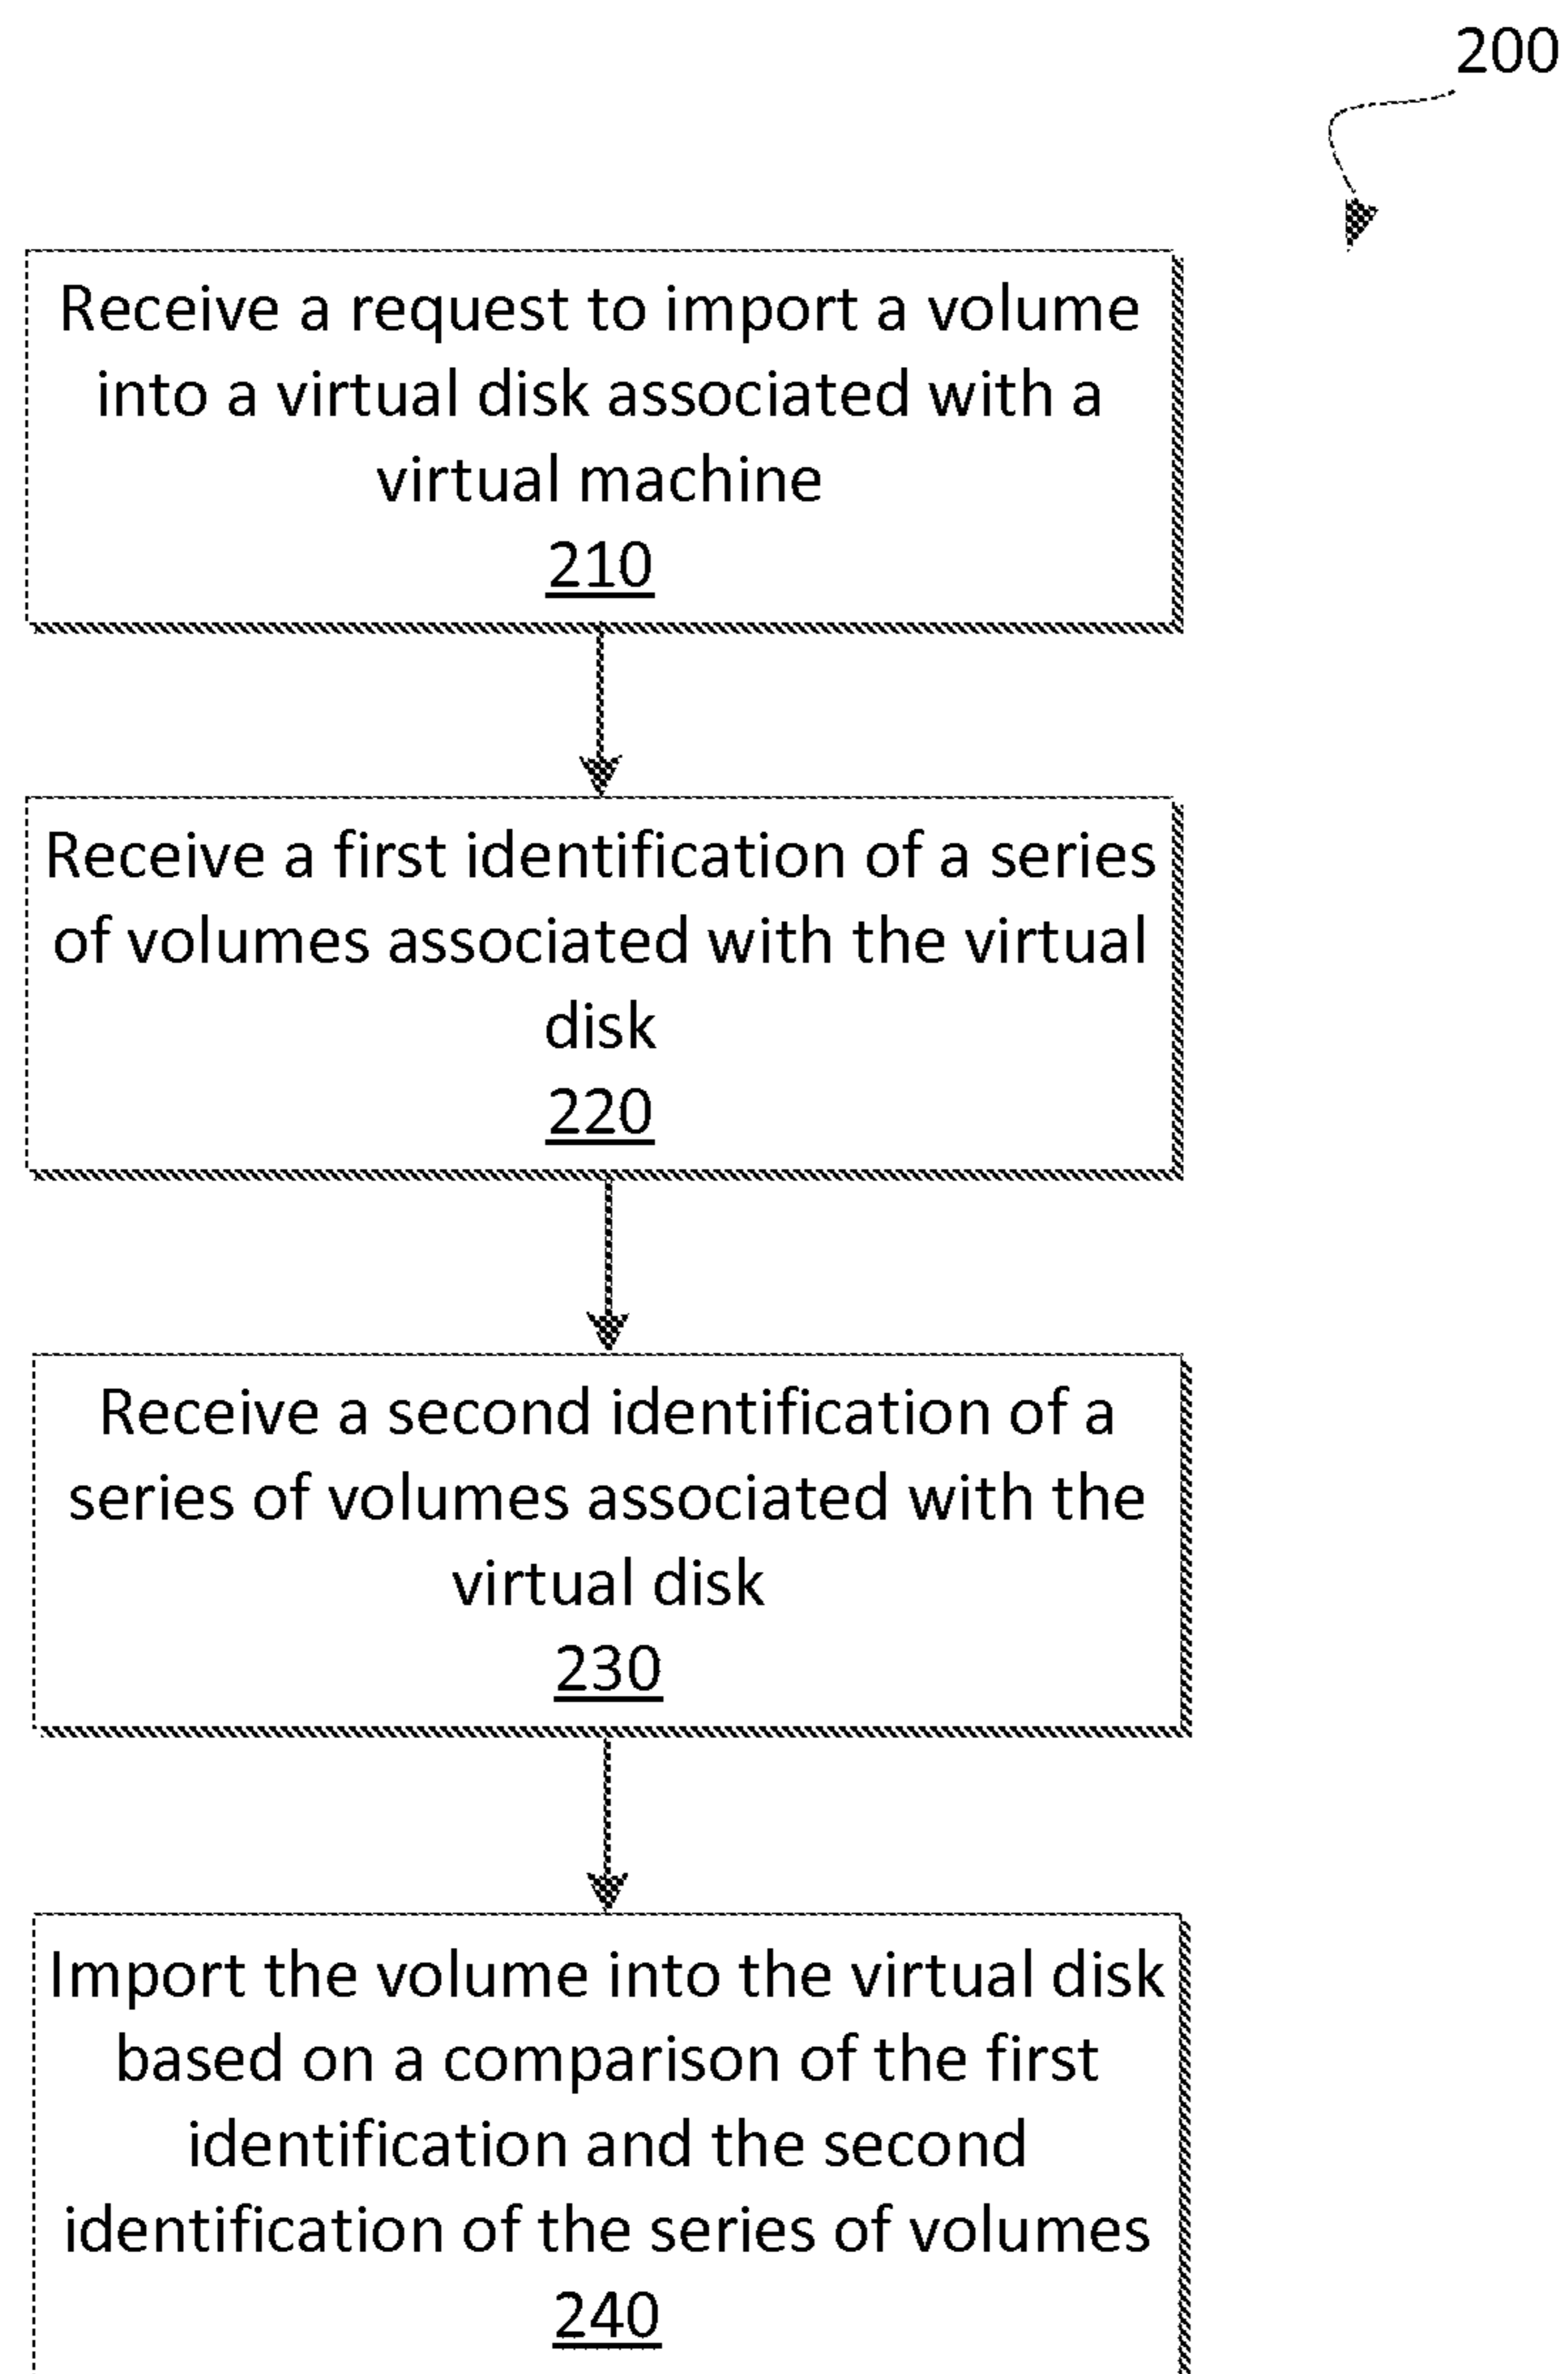 200
Receive a request to import a volume
into a virtual disk associated with a
virtual machine
210
Receive a first identification of a series
of volumes associated with the virtual
disk
220
Receive a second identification of a
series of volumes associated with the
virtual disk
230
Import the volume into the virtual disk
based on a comparison of the first
identification and the second
identification of the series of volumes
240